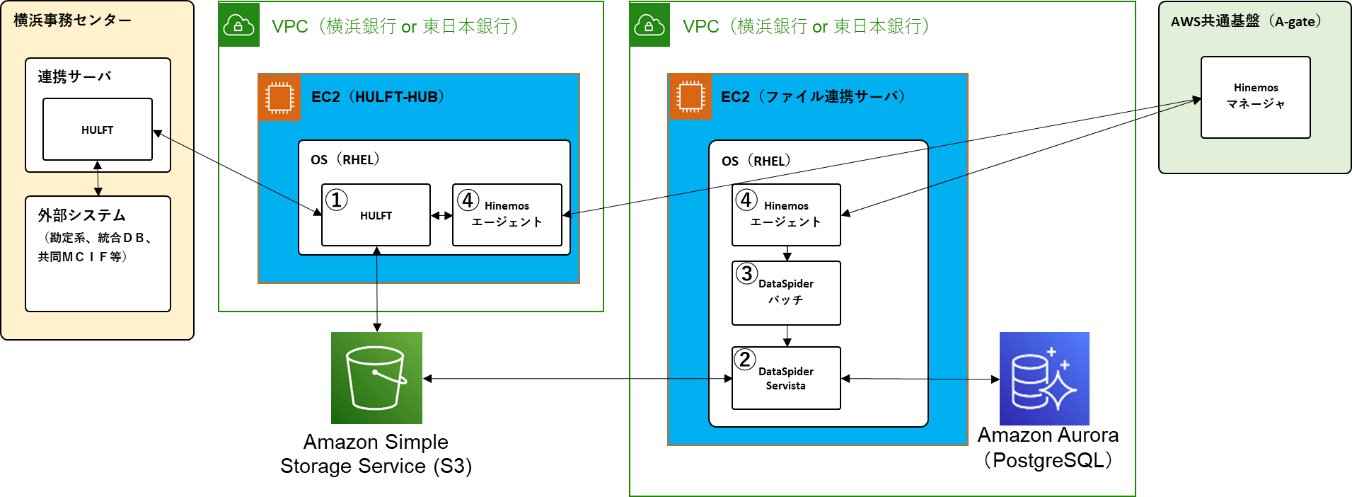 横浜事務センター
連携サーバ
HULFT
外部システム
（勘定系、統合ＤＢ、
共同ＭＣＩＦ等）
VPC（横浜銀行 or 東日本銀行）
EC2（HULFT-HUB）
OS（RHEL）
①
HULFT
④
Hinemos
エージェント
Amazon Simple
Storage Service (S3)
VPC（横浜銀行 or 東日本銀行）
EC2（ファイル連携サーバ）
OS（RHEL）
④
Hinemos
エージェント
③
DataSpider
バッチ
②
DataSpider
Servista
Amazon Aurora
（PostgreSQL）
AWS共通基盤（A-gate）
Hinemos
マネージャ